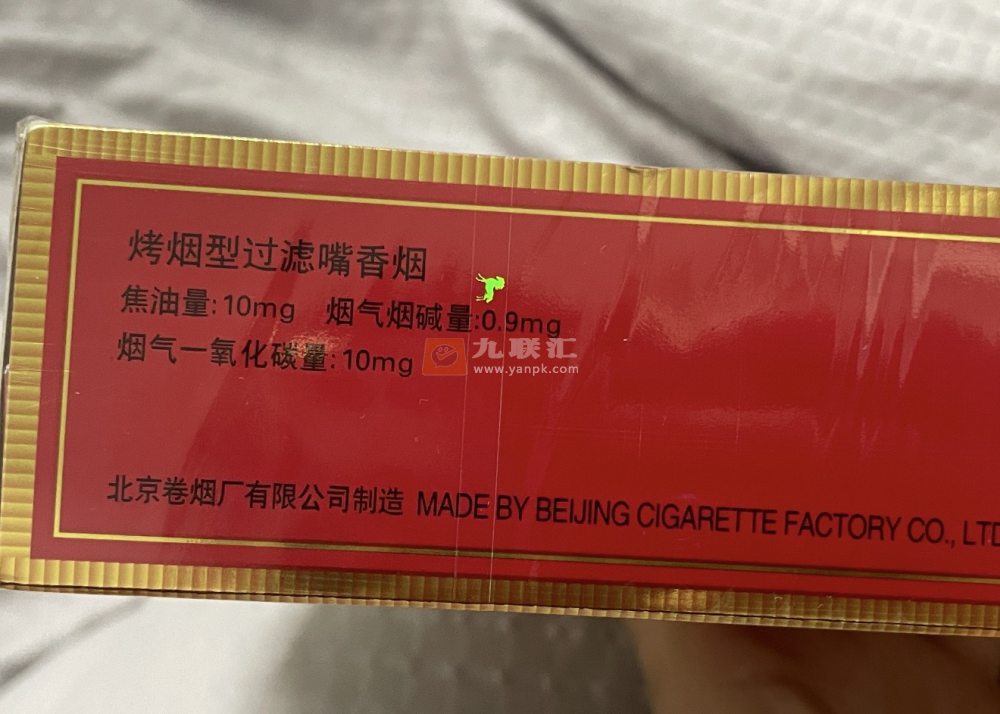 烤烟型过滤嘴香烟
焦油量:10mg 烟气烟碱量:0.9mg
烟气一氧化碳量:10mg
九联汇
www.yanpk.com
北京卷烟厂有限公司制造 MADE BY BEIJING CIGARETTE FACTORY CO., LTD